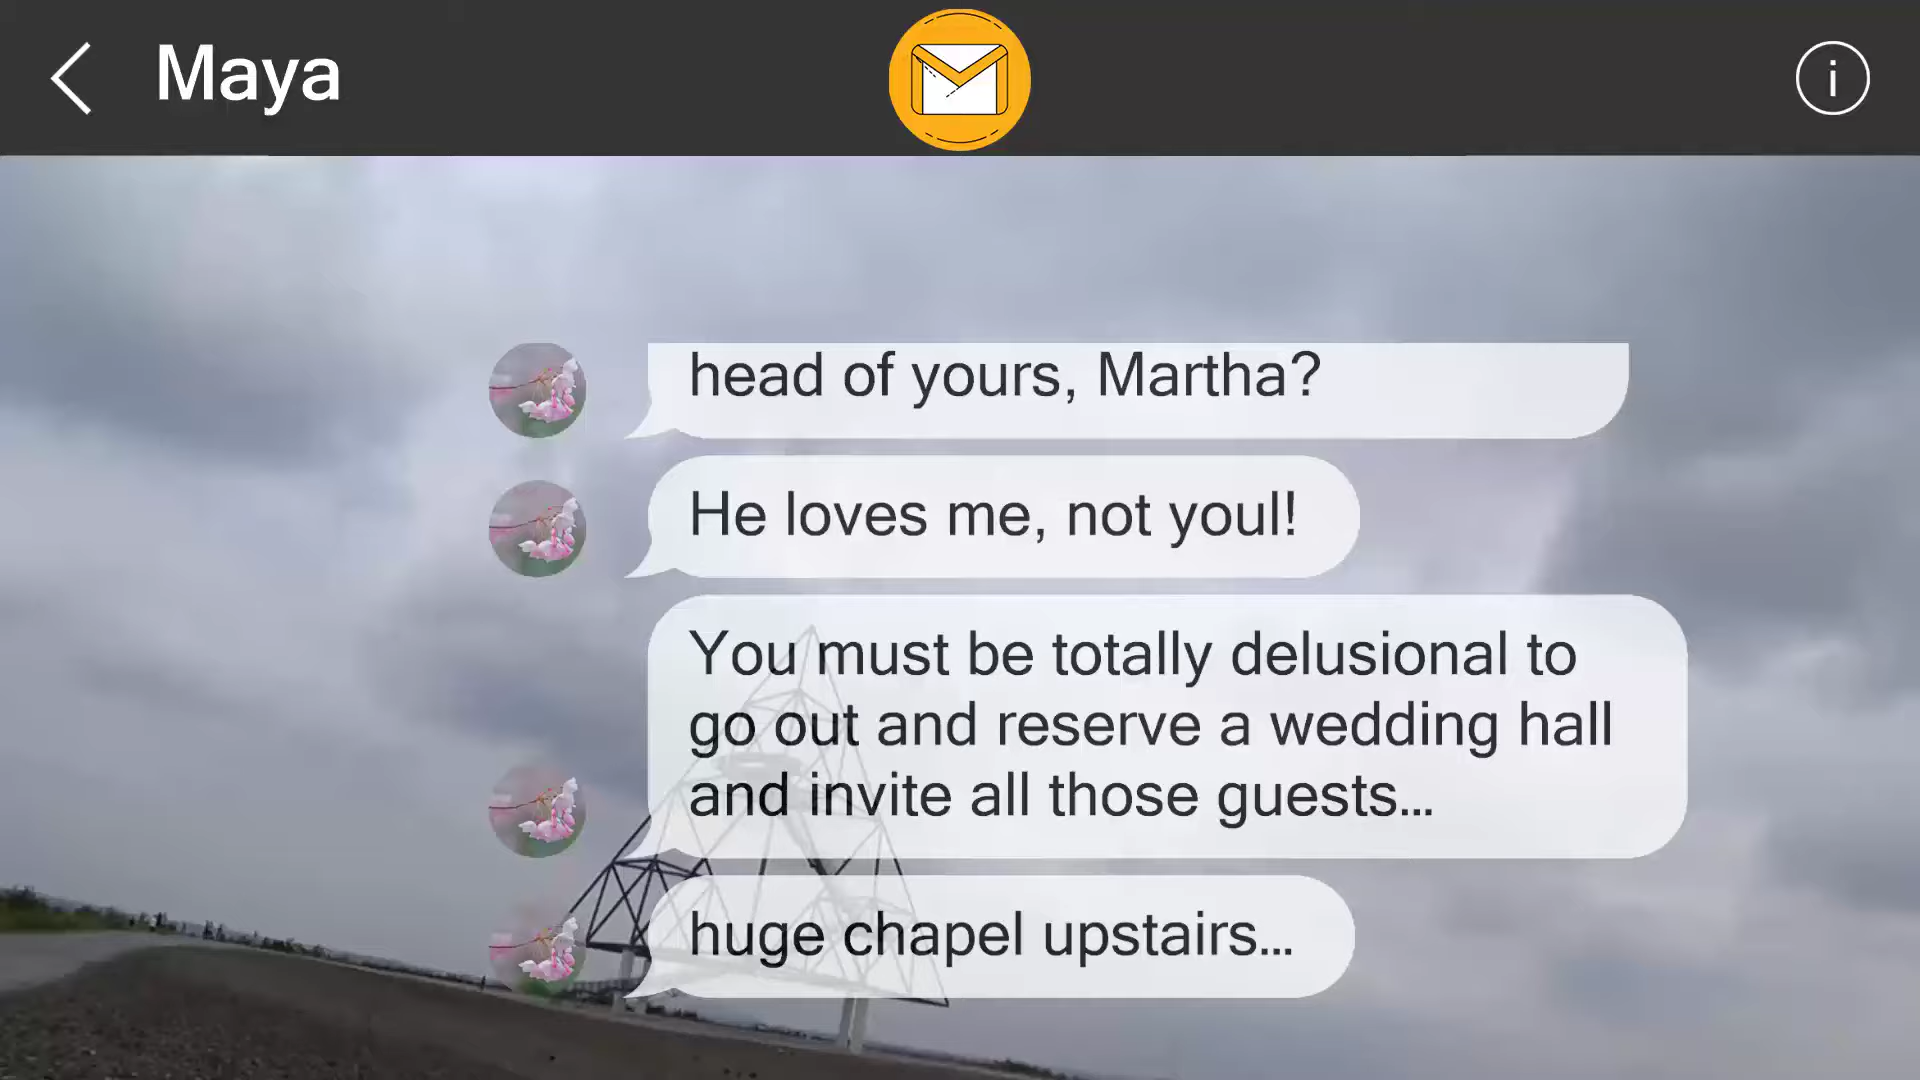 Maya
head of yours, Martha?
He loves me, not youl!
You must be totally delusional to
go out and reserve a wedding hall
and invite all those guests...
huge chapel upstairs...